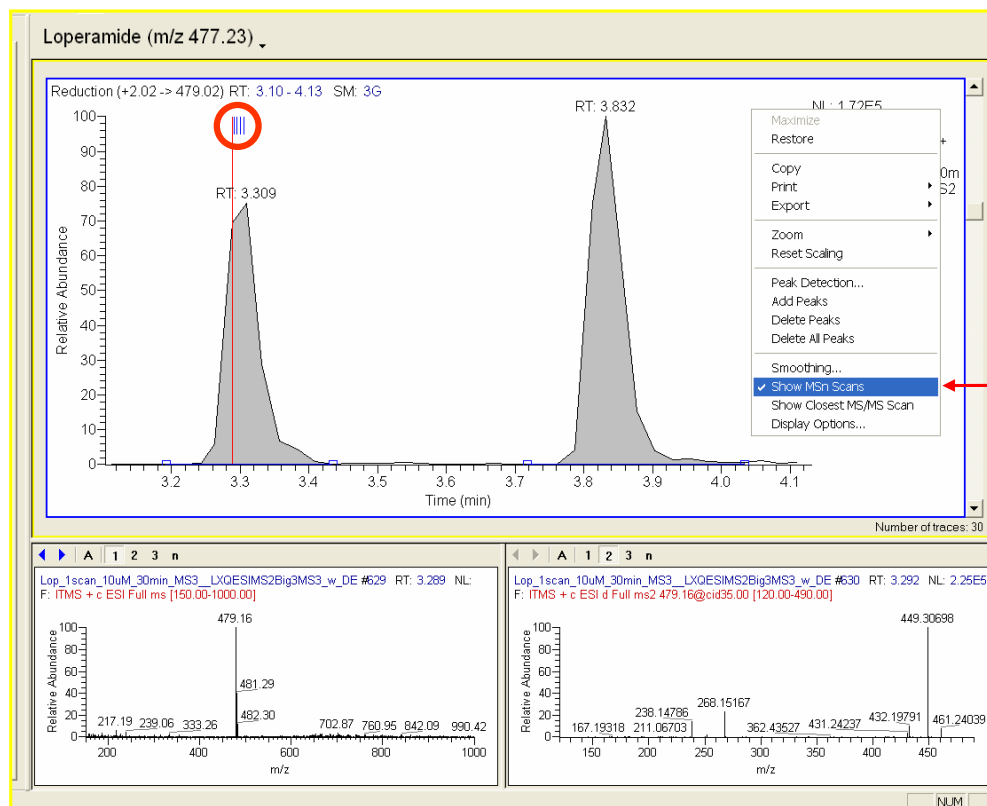 Loperamide (m/z 477.23)
Reduction (+2.02 -> 479.02) RT: 3.10 - 4.13 SM: 3G
RT: 3.832
NL: 1.72E5
RT: 3.309
+
0m
S2
Relative Abundance
100
90
80
70
60
50
40
30
20
10
0
3.2 3.3 3.4 3.5 3.6 3.7 3.8 3.9 4.0 4.1
Time (min)
Maximize
Restore
Copy
Print
Export
Zoom
Reset Scaling
Peak Detection...
Add Peaks
Delete Peaks
Delete All Peaks
Smoothing...
Show MSn Scans
Show Closest MS/MS Scan
Display Options...
Number of traces: 30
A 1 2 3 n
Lop_1scan_10uM_30min_MS3__LXQESIMS2Big3MS3_w_DE #629 RT: 3.289 NL:
F: ITMS + c ESI Full ms [150.00-1000.00]
479.16
481.29
482.30
217.19 239.06 333.26 702.87 760.95 842.09 990.42
Relative Abundance
100
80
60
40
20
0
200 400 600 800 1000
m/z
A 1 2 3 n
Lop_1scan_10uM_30min_MS3__LXQESIMS2Big3MS3_w_DE #630 RT: 3.292 NL: 2.25E5
F: ITMS + c ESI d Full ms2 479.16@cid35.00 [120.00-490.00]
449.30698
268.15167
238.14786
432.19791
461.24039
431.24237
167.19318 211.06703 362.43527
Relative Abundance
100
80
60
40
20
0
150 200 250 300 350 400 450
m/z
NUM